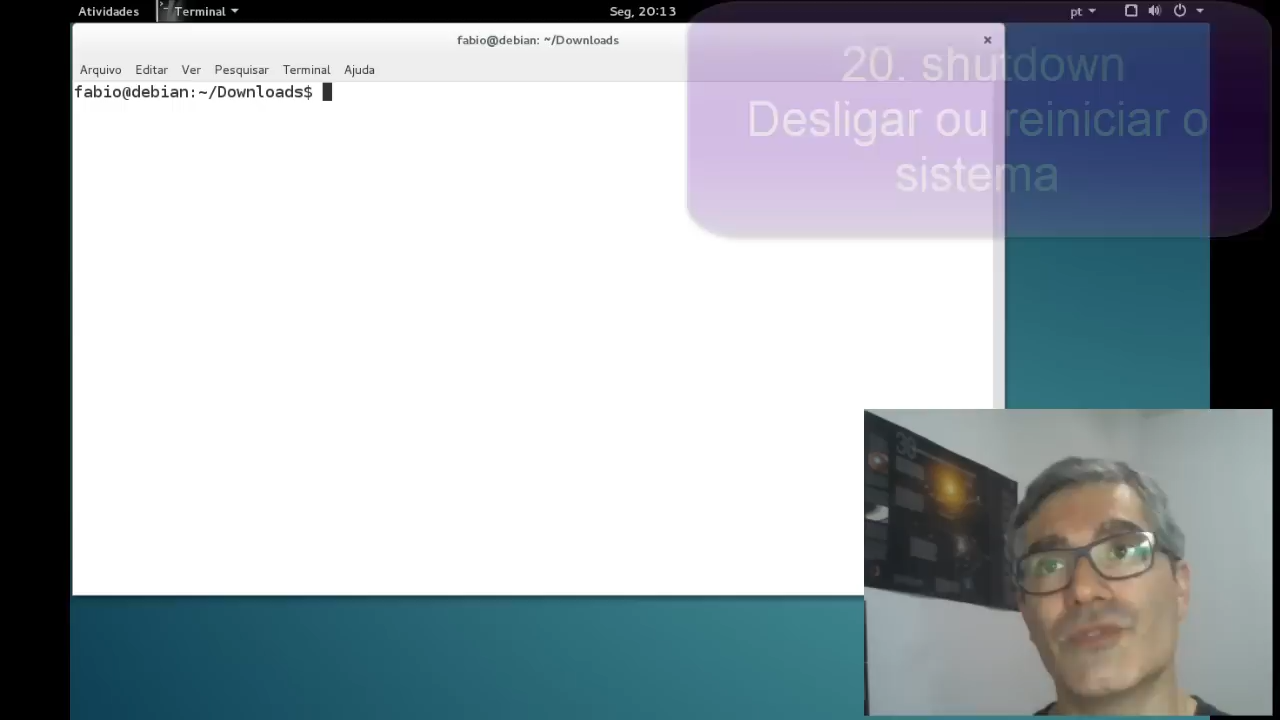 Atividades
Terminal
Seg, 20:13
pt
fabio@debian: ~/Downloads
×
Arquivo Editar Ver Pesquisar Terminal Ajuda
fabio@debian:~/Downloads$
20. shutdown
Desligar ou reiniciar o
sistema